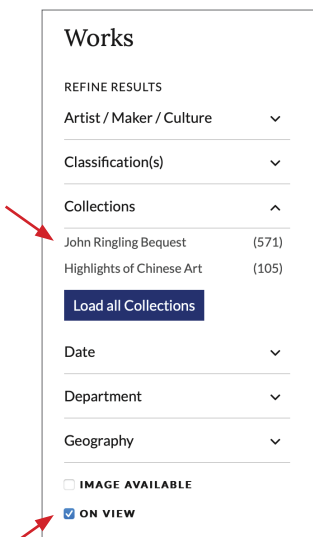 Works
REFINE RESULTS
Artist / Maker / Culture
Classification(s)
Collections
John Ringling Bequest (571)
Highlights of Chinese Art (105)
Load all Collections
Date
Department
Geography
IMAGE AVAILABLE
ON VIEW